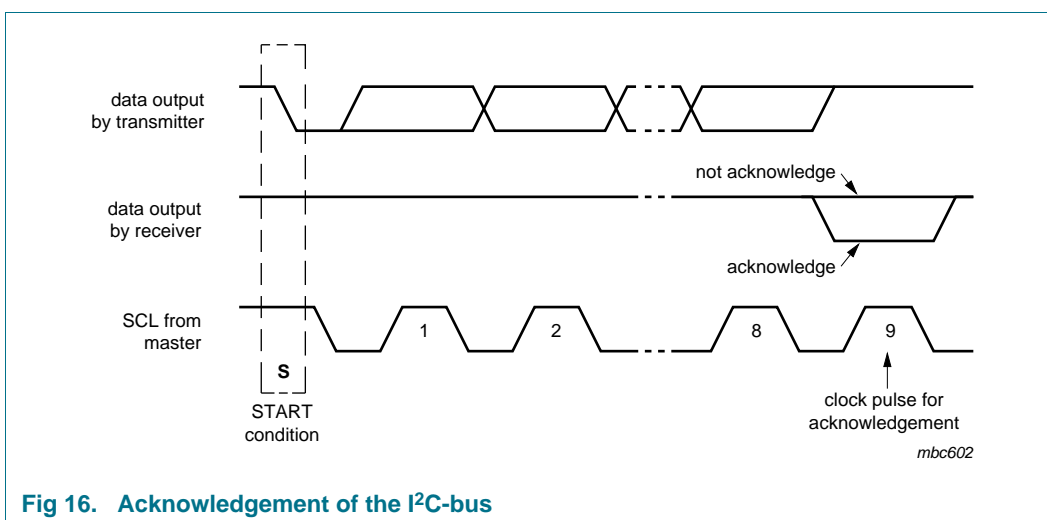 data output
by transmitter
not acknowledge
data output
by receiver
acknowledge
SCL from
master
1
2
8
9
S
START
condition
clock pulse for
acknowledgement
mbc602
Fig 16. Acknowledgement of the I²C-bus